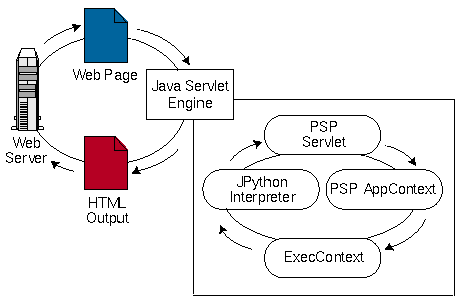 Web Page
Java Servlet
Engine
Web
Server
HTML
Output
PSP
Servlet
JPython
Interpreter
PSP AppContext
ExecContext